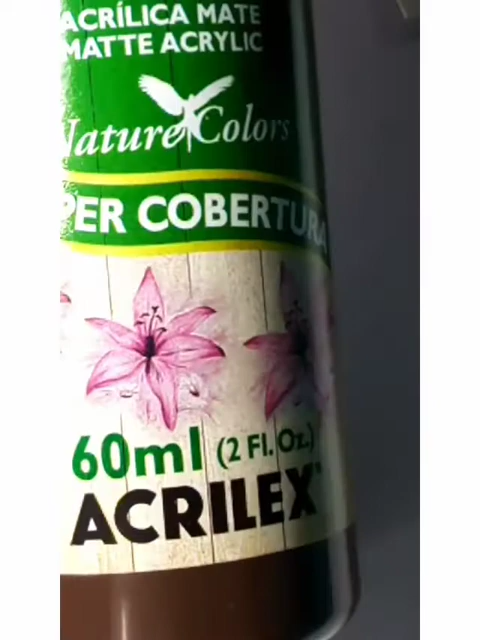 ACRÍLICA MATE
MATTE ACRYLIC
Nature Colors
PER COBERTURA
60ml (2 Fl. Oz.)
ACRILEX